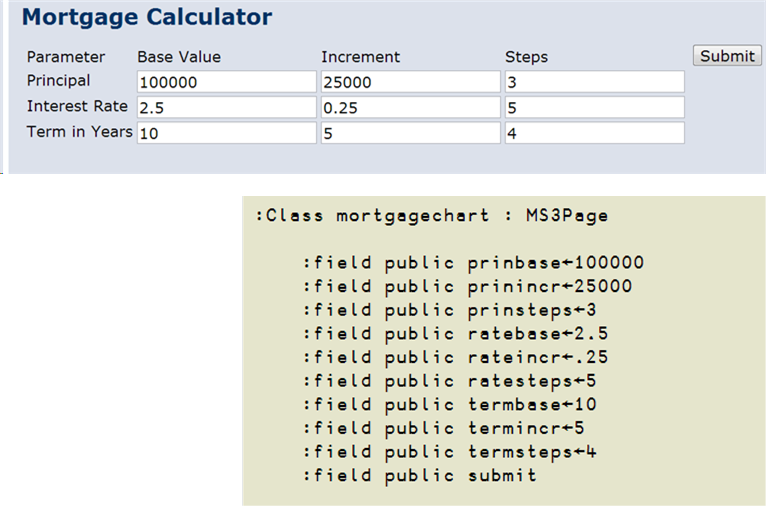 Mortgage Calculator
Parameter Base Value Increment Steps Submit
Principal 100000 25000 3
Interest Rate 2.5 0.25 5
Term in Years 10 5 4
:Class mortgagechart : MS3Page
:field public prinbase←100000
:field public prinincr←25000
:field public prinsteps←3
:field public ratebase←2.5
:field public rateincr←.25
:field public ratesteps←5
:field public termbase←10
:field public termincr←5
:field public termsteps←4
:field public submit